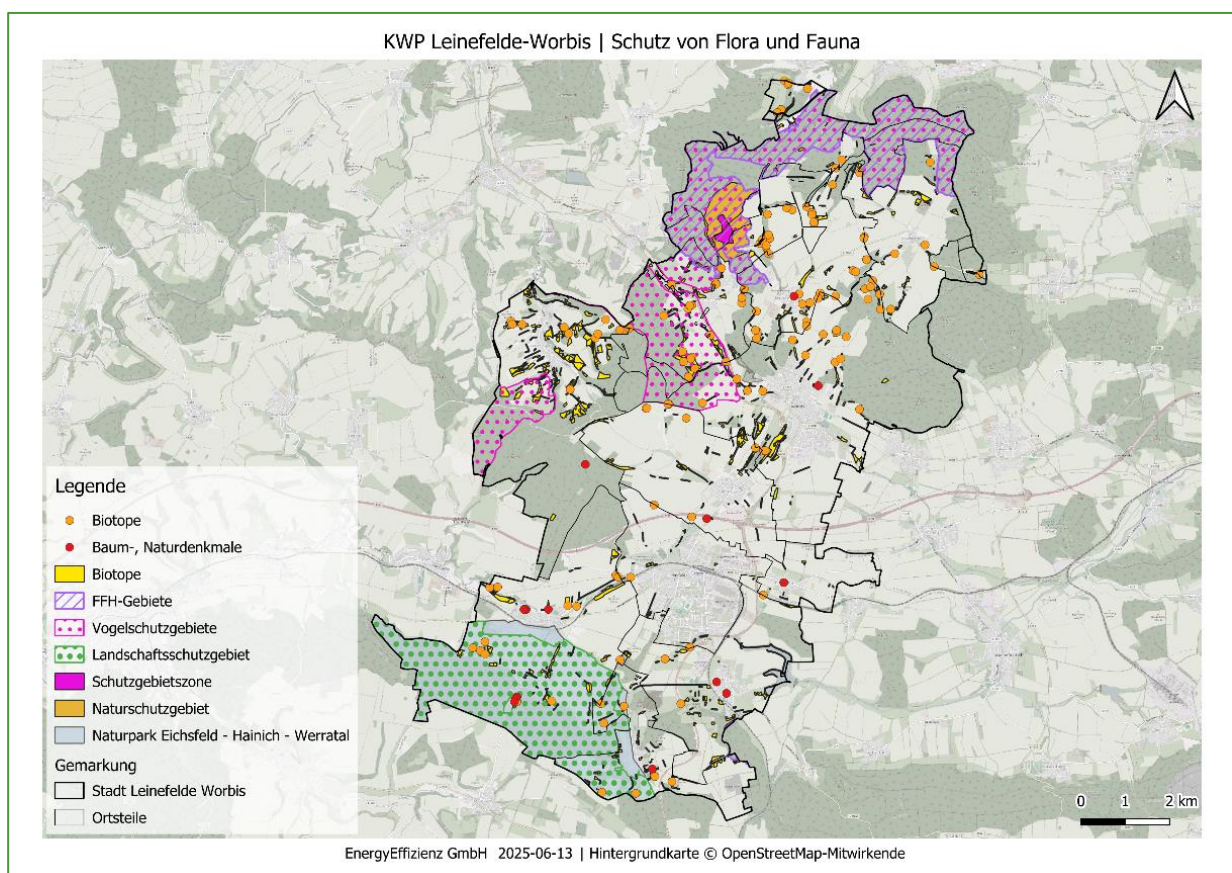 KWP Leinefelde-Worbis | Schutz von Flora und Fauna
Legende
Biotope
Baum-, Naturdenkmale
Biotope
FFH-Gebiete
Vogelschutzgebiete
Landschaftsschutzgebiet
Schutzgebietszone
Naturschutzgebiet
Naturpark Eichsfeld - Hainich - Werratal
Gemarkung
Stadt Leinefelde Worbis
Ortsteile
0 1 2 km
EnergyEffizienz GmbH 2025-06-13 | Hintergrundkarte © OpenStreetMap-Mitwirkende